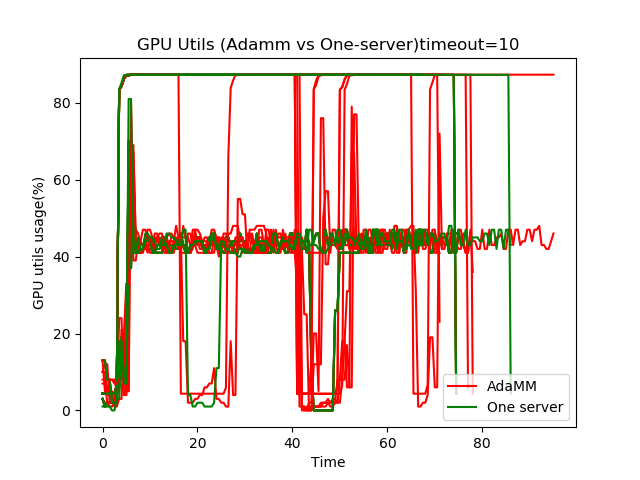 GPU Utils (Adamm vs One-server)timeout=10
GPU utils usage(%)
80
60
40
20
0
0 20 40 60 80
Time
AdaMM
One server